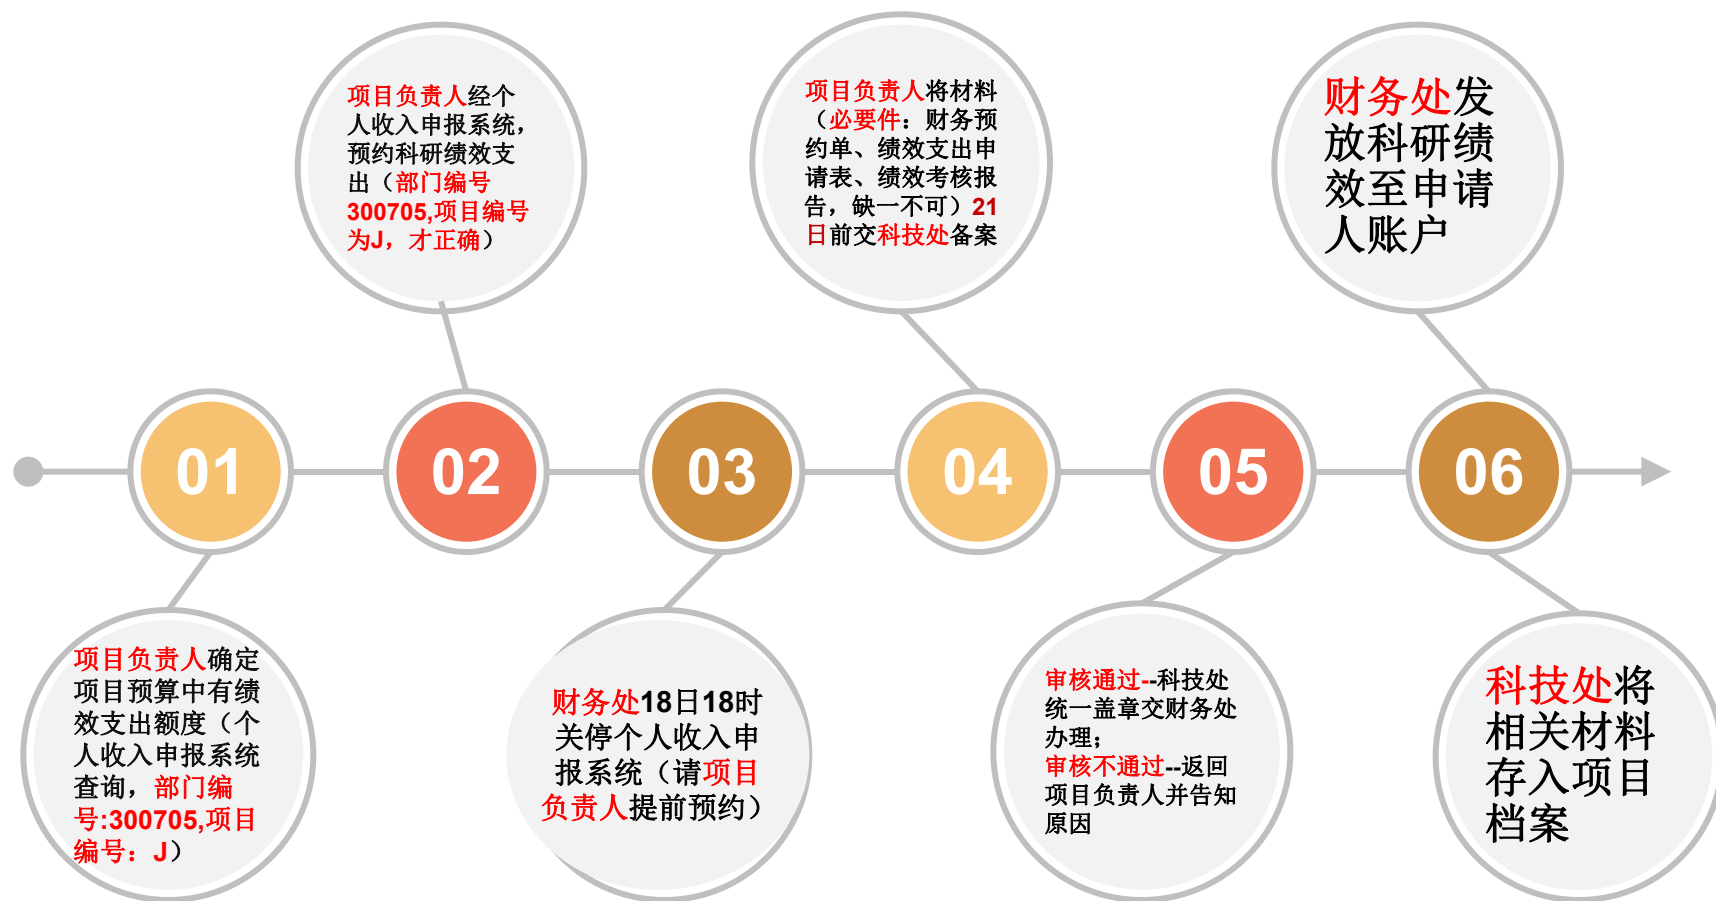 项目负责人经个
人收入申报系统，
预约科研绩效支
出（部门编号
300705,项目编号
为J，才正确）
项目负责人将材料
（必要件：财务预
约单、绩效支出申
请表、绩效考核报
告，缺一不可）21
日前交科技处备案
财务处发
放科研绩
效至申请
人账户
01
02
03
04
05
06
项目负责人确定
项目预算中有绩
效支出额度（个
人收入申报系统
查询，部门编
号:300705,项目
编号：J）
财务处18日18时
关停个人收入申
报系统（请项目
负责人提前预约）
审核通过--科技处
统一盖章交财务处
办理；
审核不通过--返回
项目负责人并告知
原因
科技处将
相关材料
存入项目
档案